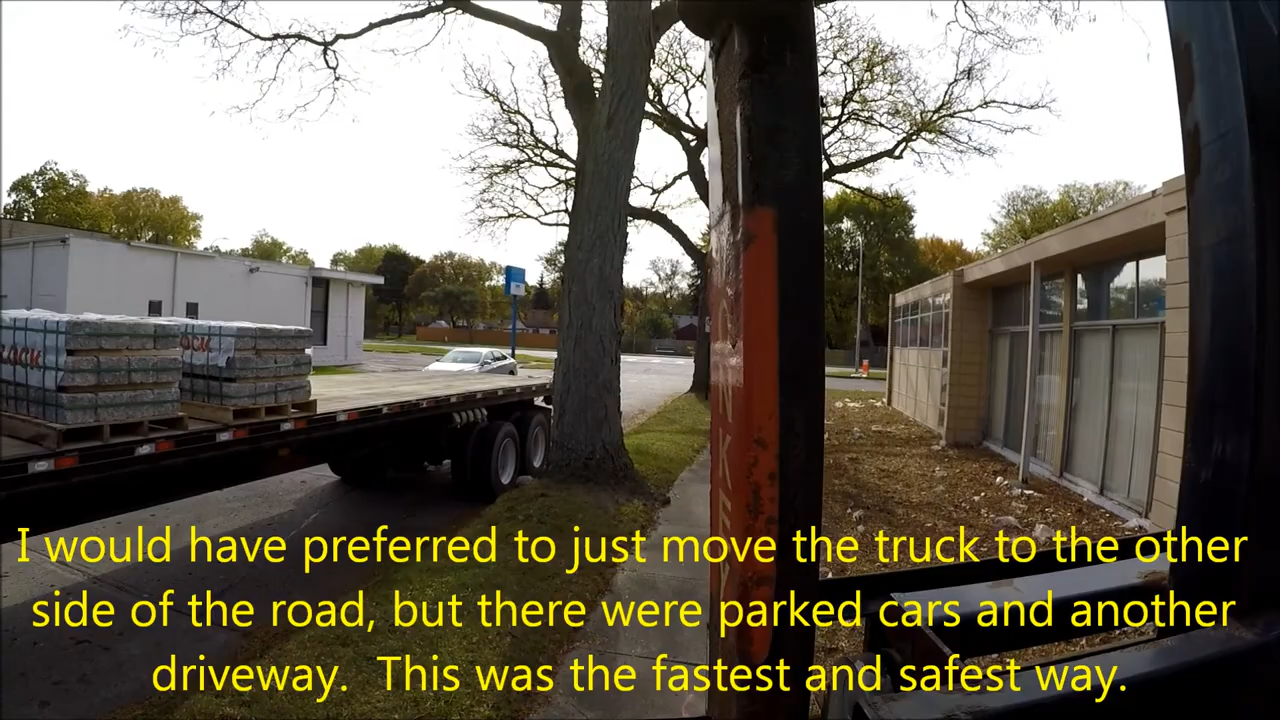 I would have preferred to just move the truck to the other
side of the road, but there were parked cars and another
driveway.  This was the fastest and safest way.